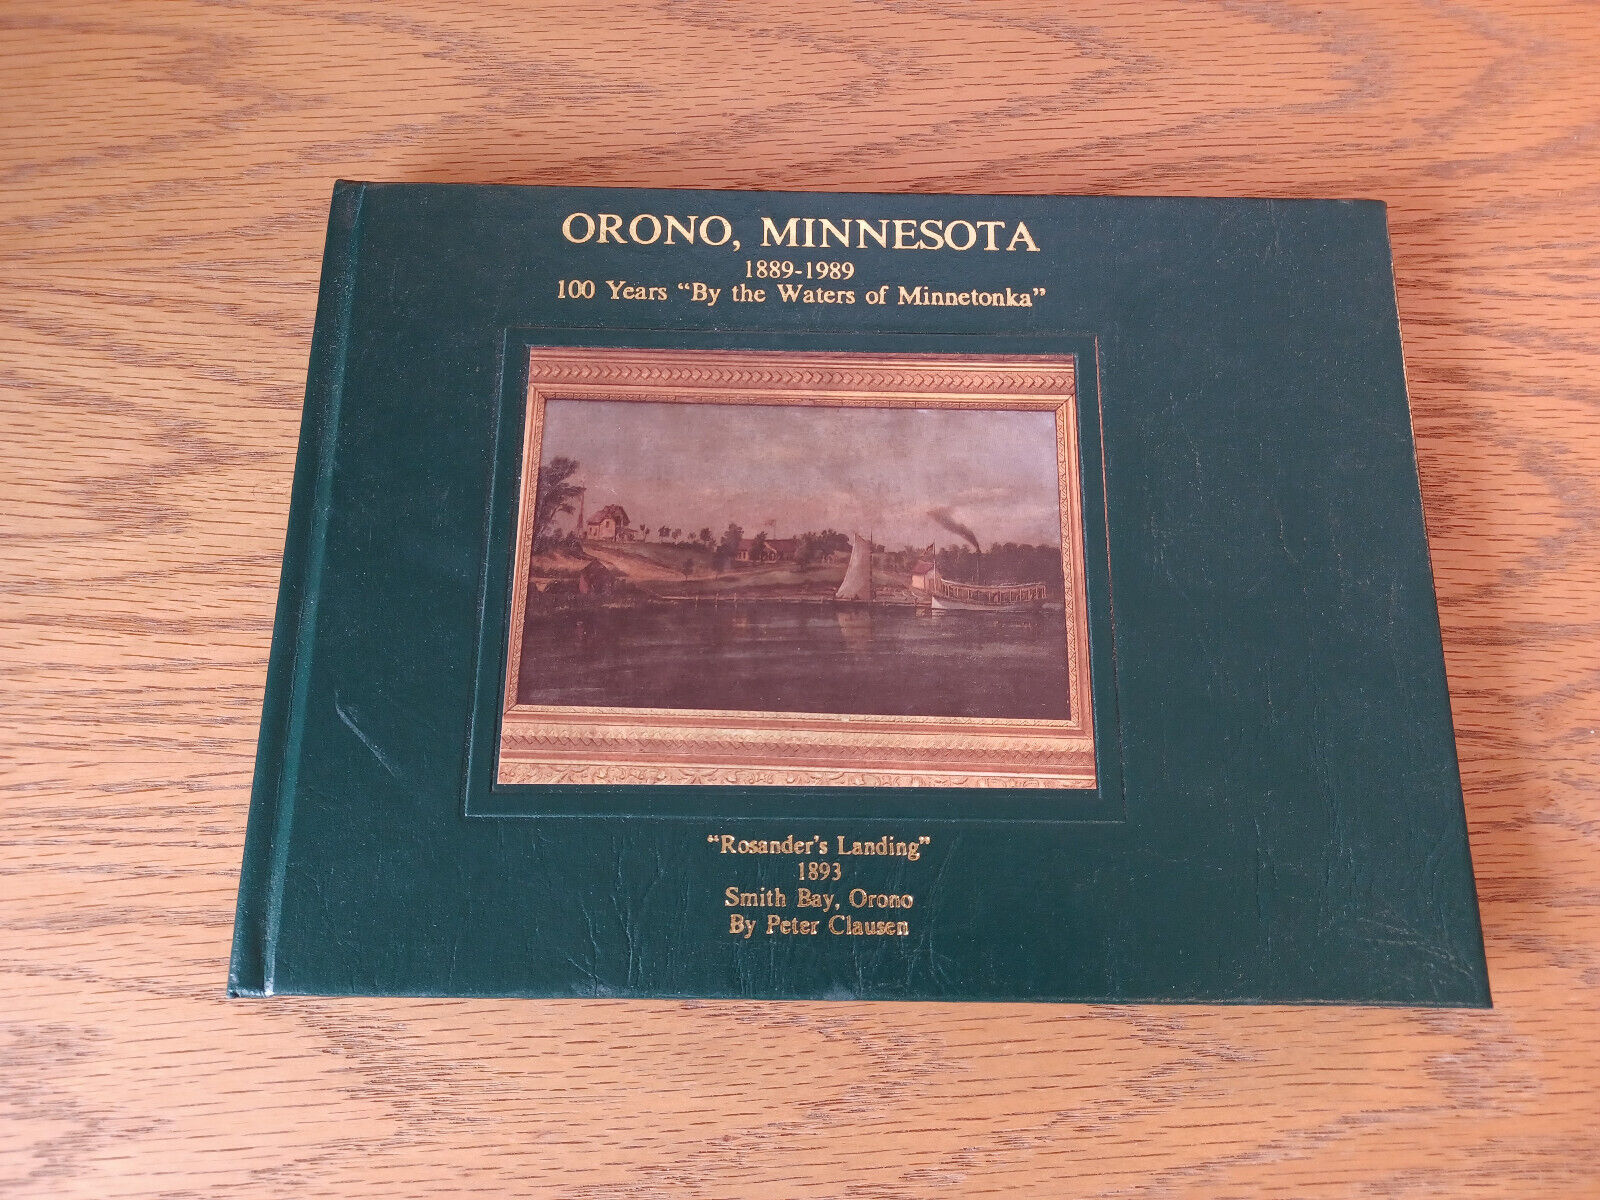 ORONO, MINNESOTA
1889-1989
100 Years “By the Waters of Minnetonka”
“Rosander's Landing”
1893
Smith Bay, Orono
By Peter Clausen